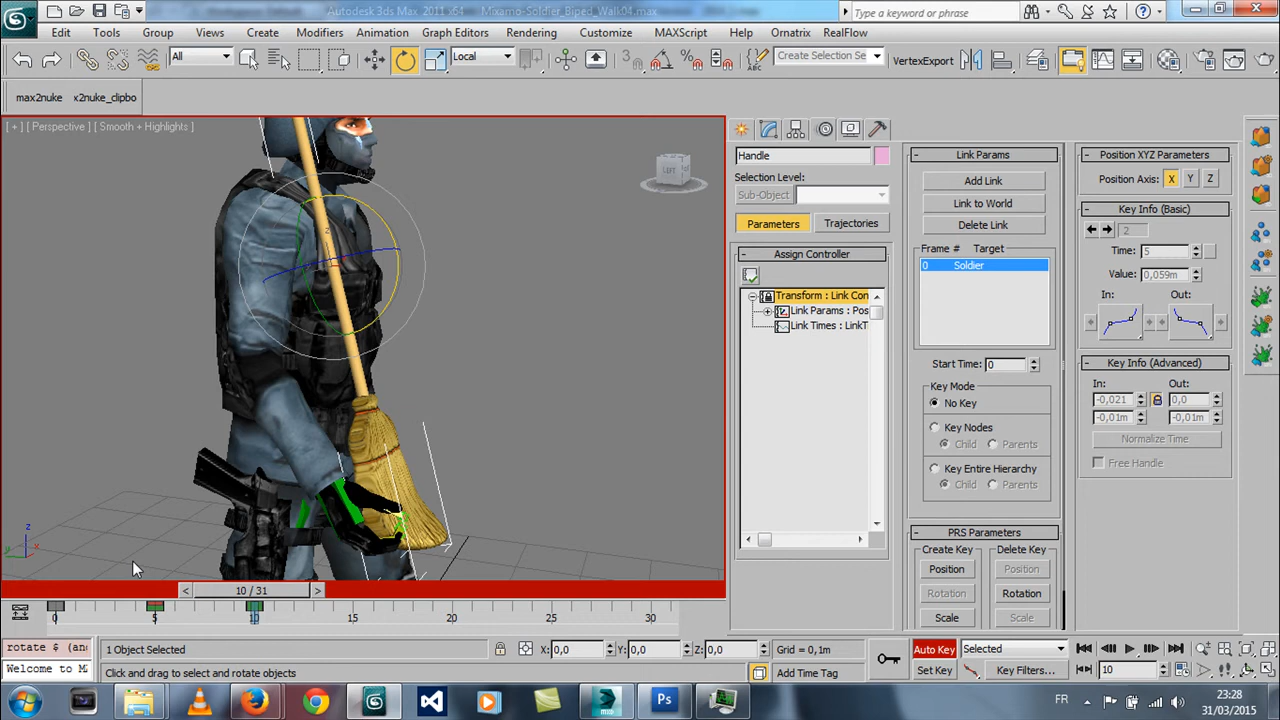 Autodesk 3ds Max 2011 x64
Mixamo-Soldier_Biped_Walk04.max
Type a keyword or phrase
Edit Tools Group Views Create Modifiers Animation Graph Editors Rendering Customize MAXScript Help Ornatrix RealFlow
All
Local
Create Selection Se
VertexExport
max2nuke x2nuke_clipbo
[ + ] [ Perspective ] [ Smooth + Highlights ]
LEFT
Handle
Selection Level:
Sub-Object
Parameters Trajectories
Assign Controller
Transform : Link Con
Link Params : Pos
Link Times : LinkT
Link Params
Add Link
Link to World
Delete Link
Frame # Target
0 Soldier
Start Time: 0
Key Mode
No Key
Key Nodes
Child Parents
Key Entire Hierarchy
Child Parents
PRS Parameters
Create Key Delete Key
Position Position
Rotation Rotation
Scale Scale
Position XYZ Parameters
Position Axis: X Y Z
Key Info (Basic)
2
Time: 5
Value: 0,059m
In: Out:
Key Info (Advanced)
In: Out:
-0,021 0,0
-0,01m -0,01m
Normalize Time
Free Handle
z
y x
< 10 / 31 >
0 5 10 15 20 25 30
rotate $ (an
Welcome to M
1 Object Selected
X: 0,0 Y: 0,0 Z: 0,0
Grid = 0,1m
Click and drag to select and rotate objects
Add Time Tag
Auto Key Selected
Set Key Key Filters...
10
Ps
FR
23:28
31/03/2015